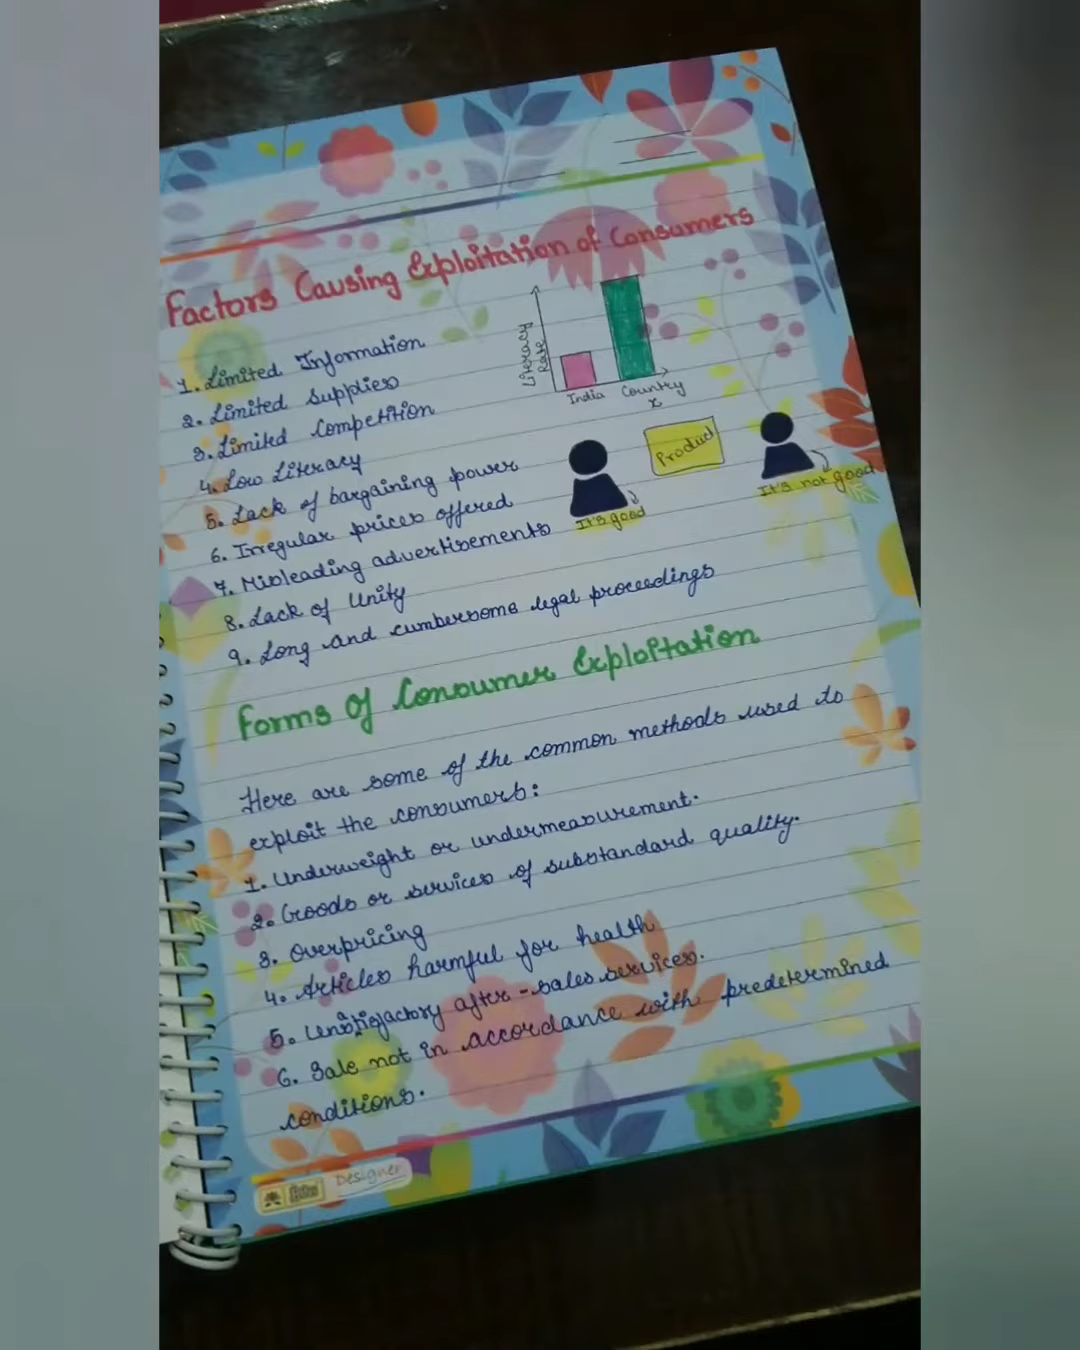 Factors Causing Exploitation of Consumers
1. Limited Information
2. Limited Supplies
3. Limited Competition
4. Low Literacy
5. Lack of bargaining power
6. Irregular prices offered
7. Misleading advertisements
8. Lack of Unity
9. Long and cumbersome legal proceedings
Literacy
Rate
India
Country
x
Product
It's good
It's not good
Forms Of Consumer Exploitation
Here are some of the common methods used to
exploit the consumers:
1. Underweight or undermeasurement.
2. Goods or services of substandard quality.
3. Overpricing
4. Articles harmful for health
5. Unsatisfactory after-sales services.
6. Sale not in accordance with predetermined
conditions.
Designer